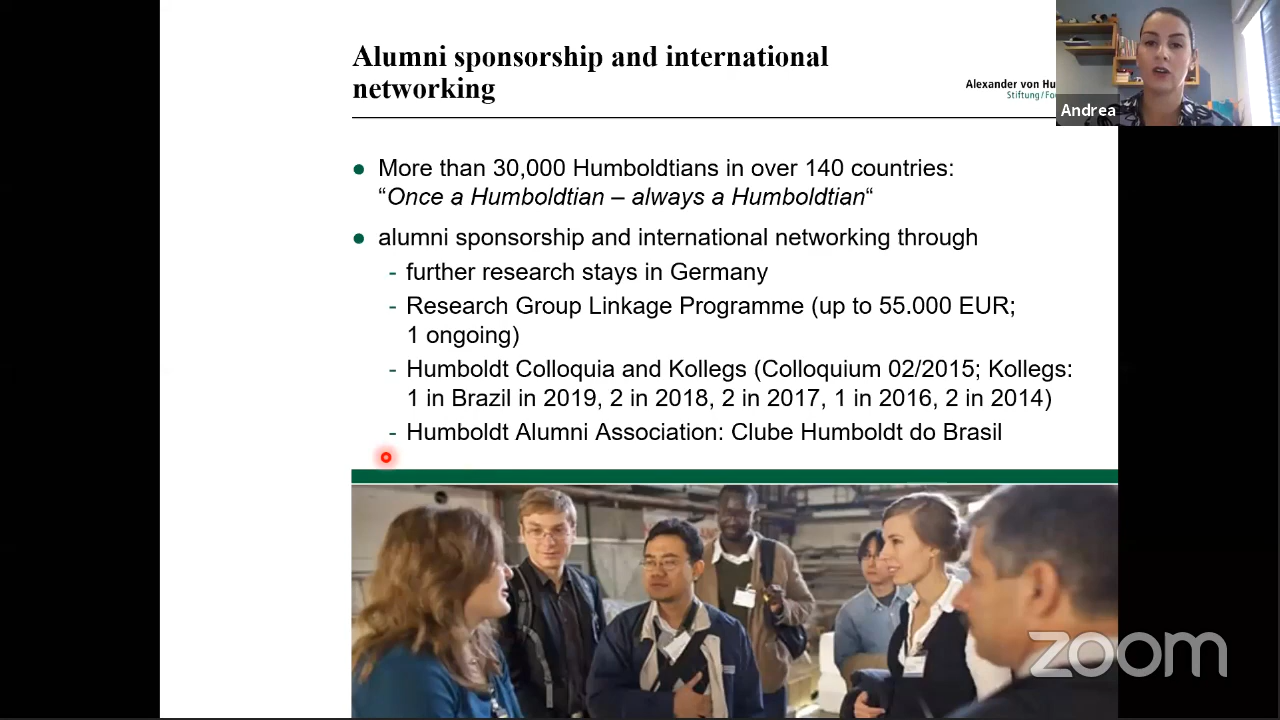 Alumni sponsorship and international
networking
Alexander von
Stiftung
Andrea
● More than 30,000 Humboldtians in over 140 countries:
“Once a Humboldtian – always a Humboldtian“
● alumni sponsorship and international networking through
- further research stays in Germany
- Research Group Linkage Programme (up to 55.000 EUR;
1 ongoing)
- Humboldt Colloquia and Kollegs (Colloquium 02/2015; Kollegs:
1 in Brazil in 2019, 2 in 2018, 2 in 2017, 1 in 2016, 2 in 2014)
- Humboldt Alumni Association: Clube Humboldt do Brasil
zoom